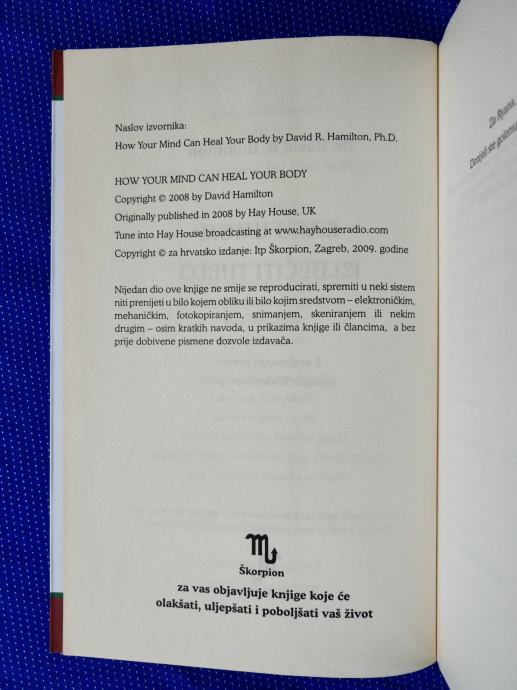 Naslov izvornika:
How Your Mind Can Heal Your Body by David R. Hamilton, Ph.D.
HOW YOUR MIND CAN HEAL YOUR BODY
Copyright © 2008 by David Hamilton
Originally published in 2008 by Hay House, UK
Tune into Hay House broadcasting at www.hayhouseradio.com
Copyright © za hrvatsko izdanje: Itp Škorpion, Zagreb, 2009. godine
Nijedan dio ove knjige ne smije se reproducirati, spremiti u neki sistem
niti prenijeti u bilo kojem obliku ili bilo kojim sredstvom – elektroničkim,
mehaničkim, fotokopiranjem, snimanjem, skeniranjem ili nekim
drugim – osim kratkih navoda, u prikazima knjige ili člancima, a bez
prije dobivene pismene dozvole izdavača.
Škorpion
za vas objavljuje knjige koje će
olakšati, uljepšati i poboljšati vaš život
Za Ryana,